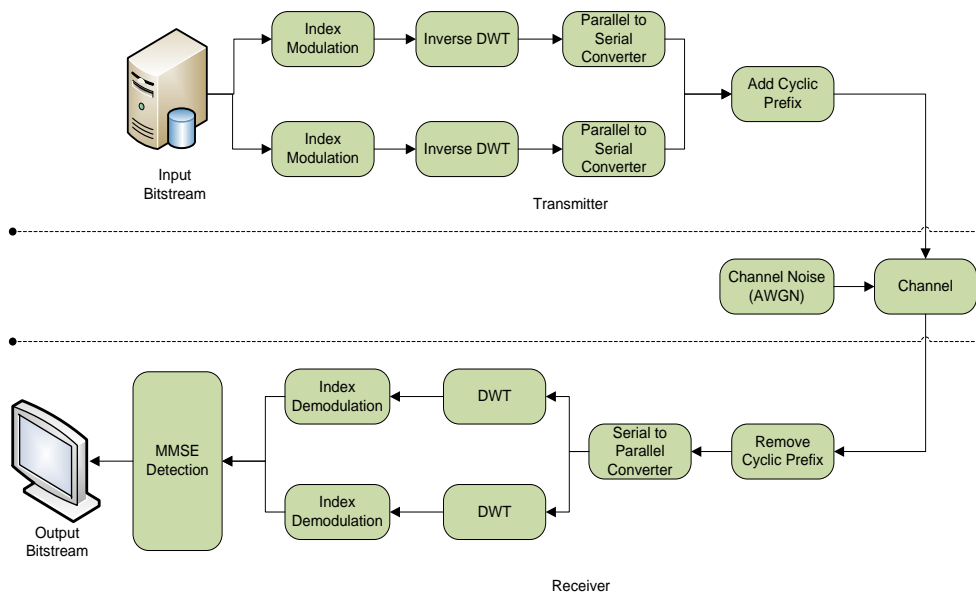 Index
Modulation
Inverse DWT
Parallel to
Serial
Converter
Add Cyclic
Prefix
Index
Modulation
Inverse DWT
Parallel to
Serial
Converter
Input
Bitstream
Transmitter
Channel Noise
(AWGN)
Channel
Index
Demodulation
DWT
MMSE
Detection
Serial to
Parallel
Converter
Remove
Cyclic Prefix
Index
Demodulation
DWT
Output
Bitstream
Receiver